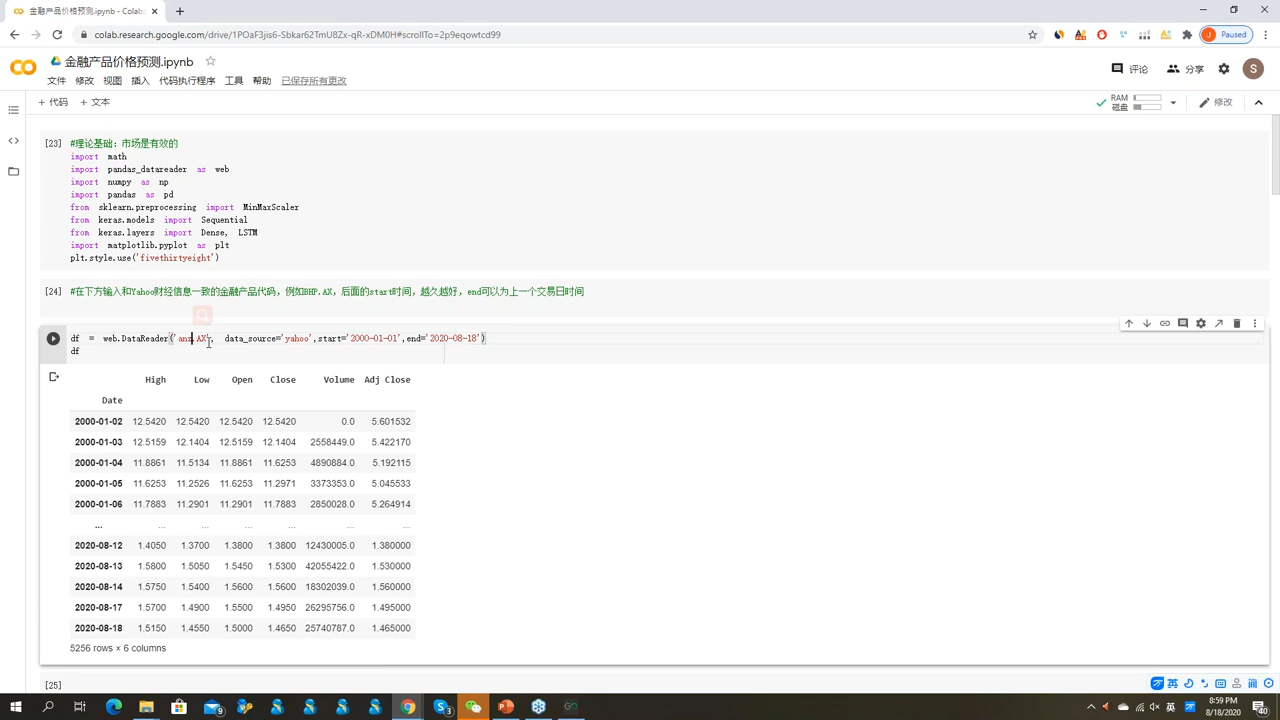 金融产品价格预测.ipynb - Colab
colab.research.google.com/drive/1POaF3jis6-Sbkar62TmU8Zx-qR-xDM0H#scrollTo=2p9eqowtcd99
J Paused
金融产品价格预测.ipynb
评论 分享 S
文件 修改 视图 插入 代码执行程序 工具 帮助 已保存所有修改
+ 代码 + 文本
RAM
磁盘
修改
[23] #理论基础：市场是有效的
import math
import pandas_datareader as web
import numpy as np
import pandas as pd
from sklearn.preprocessing import MinMaxScaler
from keras.models import Sequential
from keras.layers import Dense, LSTM
import matplotlib.pyplot as plt
plt.style.use('fivethirtyeight')
[24] #在下方输入和Yahoo财经信息一致的金融产品代码，例如BHP.AX，后面的start时间，越久越好，end可以为上一个交易日时间
df = web.DataReader('anz.AX', data_source='yahoo',start='2000-01-01',end='2020-08-18')
df
High Low Open Close Volume Adj Close
Date
2000-01-02 12.5420 12.5420 12.5420 12.5420 0.0 5.601532
2000-01-03 12.5159 12.1404 12.5159 12.1404 2558449.0 5.422170
2000-01-04 11.8861 11.5134 11.8861 11.6253 4890884.0 5.192115
2000-01-05 11.6253 11.2526 11.6253 11.2971 3373353.0 5.045533
2000-01-06 11.7883 11.2901 11.2901 11.7883 2850028.0 5.264914
... ... ... ... ... ... ...
2020-08-12 1.4050 1.3700 1.3800 1.3800 12430005.0 1.380000
2020-08-13 1.5800 1.5050 1.5450 1.5300 42055422.0 1.530000
2020-08-14 1.5750 1.5400 1.5600 1.5600 18302039.0 1.560000
2020-08-17 1.5700 1.4900 1.5500 1.4950 26295756.0 1.495000
2020-08-18 1.5150 1.4550 1.5000 1.4650 25740787.0 1.465000
5256 rows × 6 columns
[25]
英 简
9 3 英 8:59 PM
8/18/2020 40